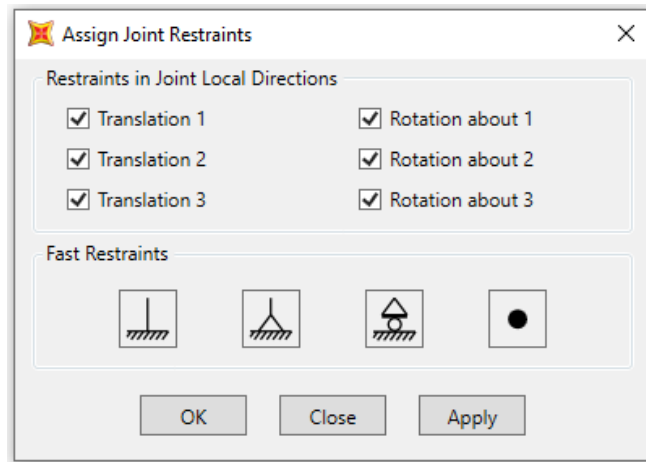 Assign Joint Restraints
Restraints in Joint Local Directions
Translation 1
Rotation about 1
Translation 2
Rotation about 2
Translation 3
Rotation about 3
Fast Restraints
OK
Close
Apply